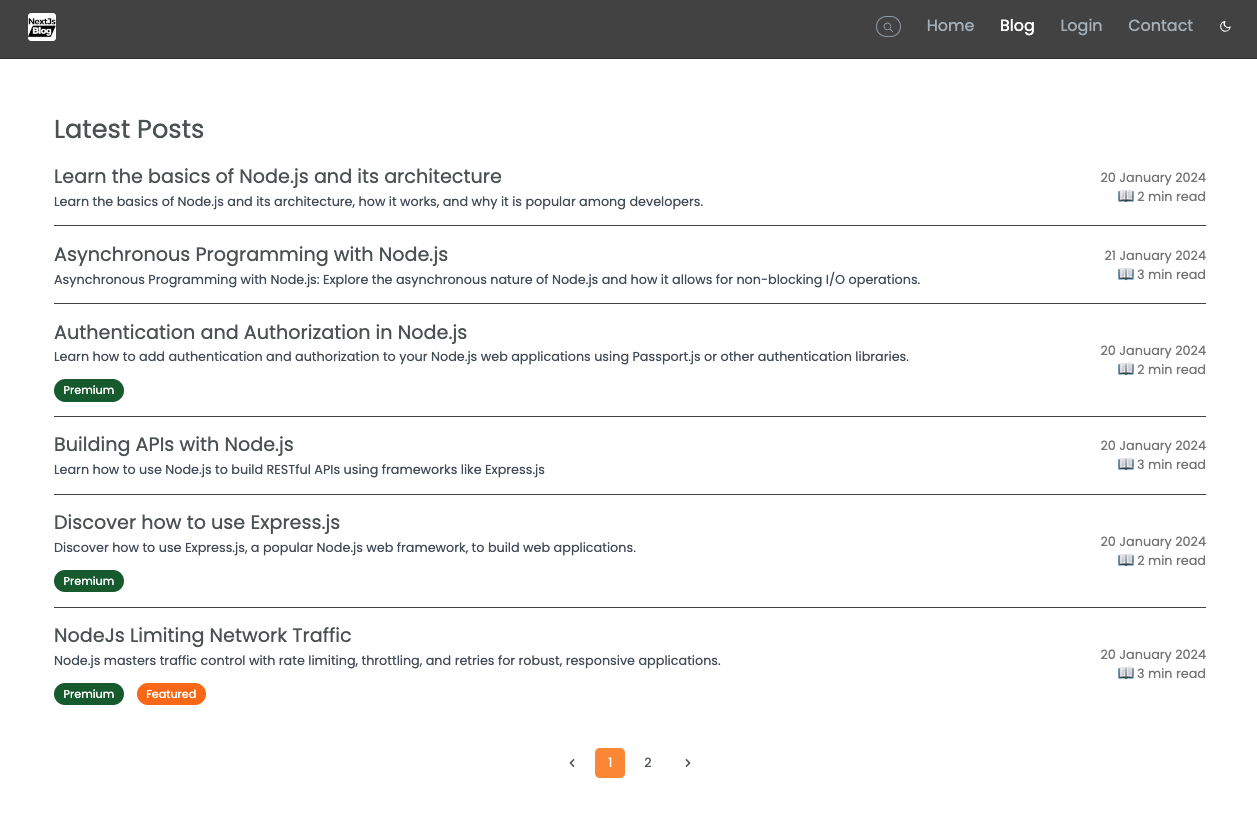 NextJs
Blog
Home Blog Login Contact
Latest Posts
Learn the basics of Node.js and its architecture
Learn the basics of Node.js and its architecture, how it works, and why it is popular among developers.
20 January 2024
2 min read
Asynchronous Programming with Node.js
Asynchronous Programming with Node.js: Explore the asynchronous nature of Node.js and how it allows for non-blocking I/O operations.
21 January 2024
3 min read
Authentication and Authorization in Node.js
Learn how to add authentication and authorization to your Node.js web applications using Passport.js or other authentication libraries.
Premium
20 January 2024
2 min read
Building APIs with Node.js
Learn how to use Node.js to build RESTful APIs using frameworks like Express.js
20 January 2024
3 min read
Discover how to use Express.js
Discover how to use Express.js, a popular Node.js web framework, to build web applications.
Premium
20 January 2024
2 min read
NodeJs Limiting Network Traffic
Node.js masters traffic control with rate limiting, throttling, and retries for robust, responsive applications.
Premium Featured
20 January 2024
3 min read
‹ 1 2 ›